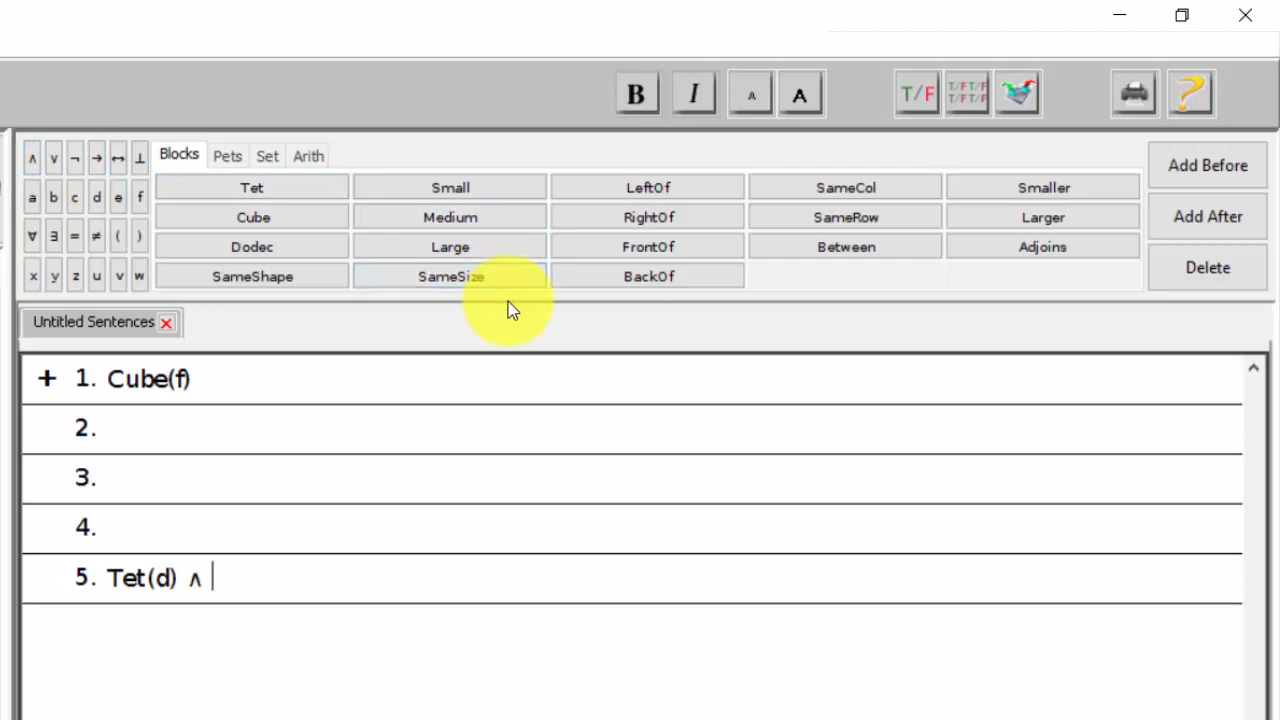 B I A A T/F T/F T/F T/F T/F ?
∧ ∨ ¬ → ↔ ⊥ Blocks Pets Set Arith
Tet Small LeftOf SameCol Smaller Add Before
a b c d e f Cube Medium RightOf SameRow Larger Add After
∀ ∃ = ≠ ( ) Dodec Large FrontOf Between Adjoins Delete
x y z u v w SameShape SameSize BackOf
Untitled Sentences
+ 1. Cube(f)
2.
3.
4.
5. Tet(d) ∧